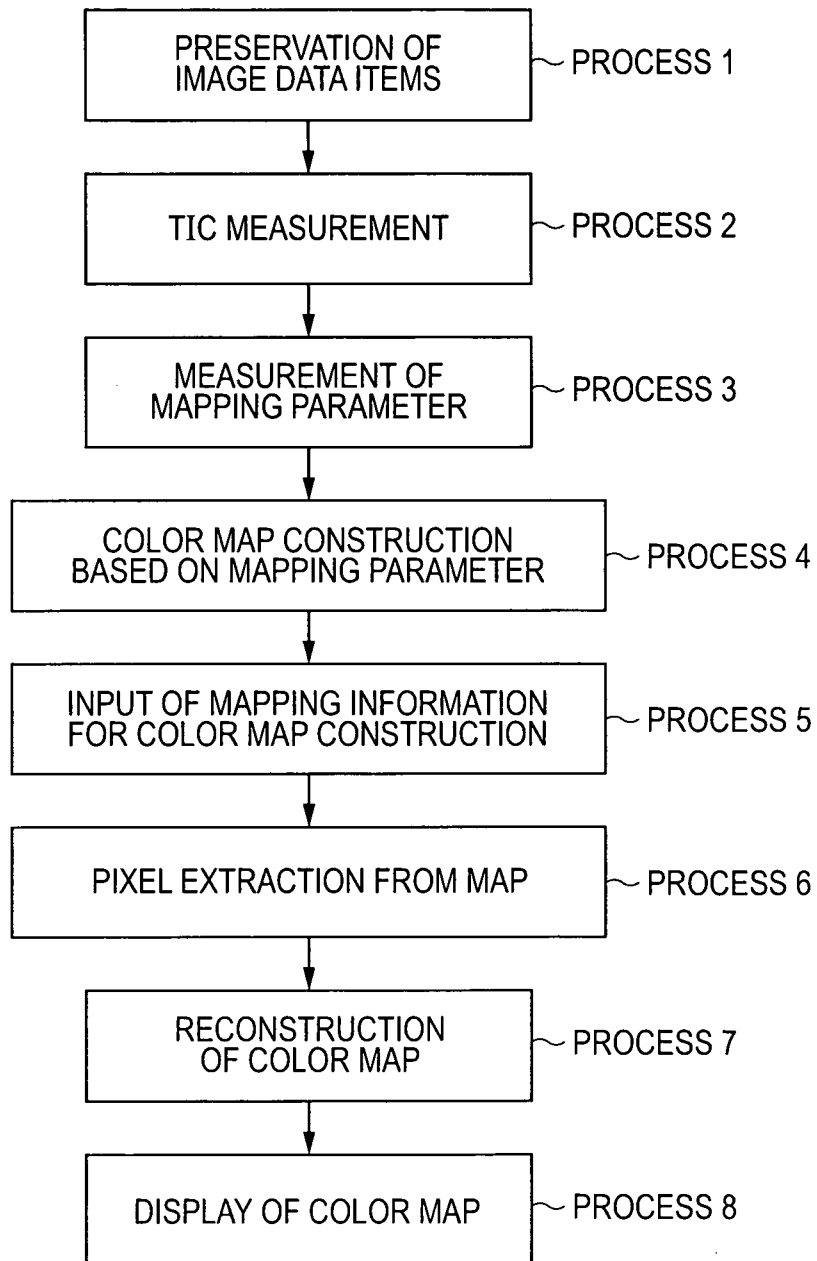 PRESERVATION OF
IMAGE DATA ITEMS
PROCESS 1
TIC MEASUREMENT
PROCESS 2
MEASUREMENT OF
MAPPING PARAMETER
PROCESS 3
COLOR MAP CONSTRUCTION
BASED ON MAPPING PARAMETER
PROCESS 4
INPUT OF MAPPING INFORMATION
FOR COLOR MAP CONSTRUCTION
PROCESS 5
PIXEL EXTRACTION FROM MAP
PROCESS 6
RECONSTRUCTION
OF COLOR MAP
PROCESS 7
DISPLAY OF COLOR MAP
PROCESS 8